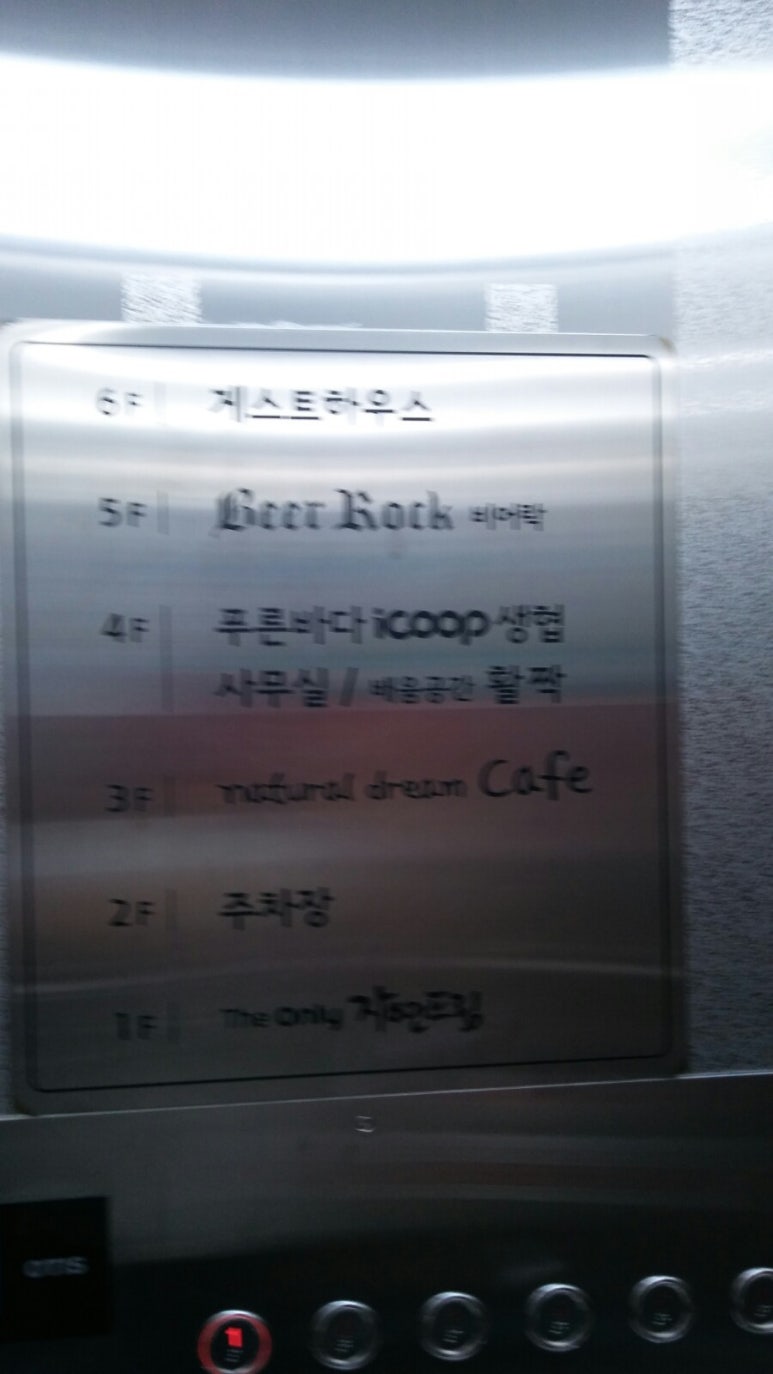 6F 게스트하우스
5F Beer Rock 비어락
4F 푸른바다 icoop 생협
사무실 / 배움공간 활짝
3F natural dream Cafe
2F 주차장
1F The Only 자연드림
1